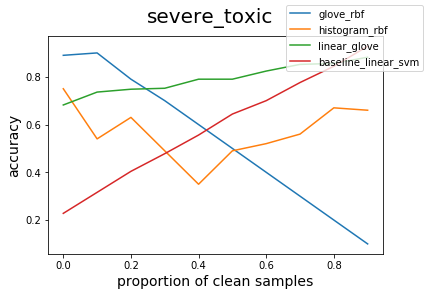 severe_toxic
glove_rbf
histogram_rbf
linear_glove
baseline_linear_svm
accuracy
0.8
0.6
0.4
0.2
0.0 0.2 0.4 0.6 0.8
proportion of clean samples